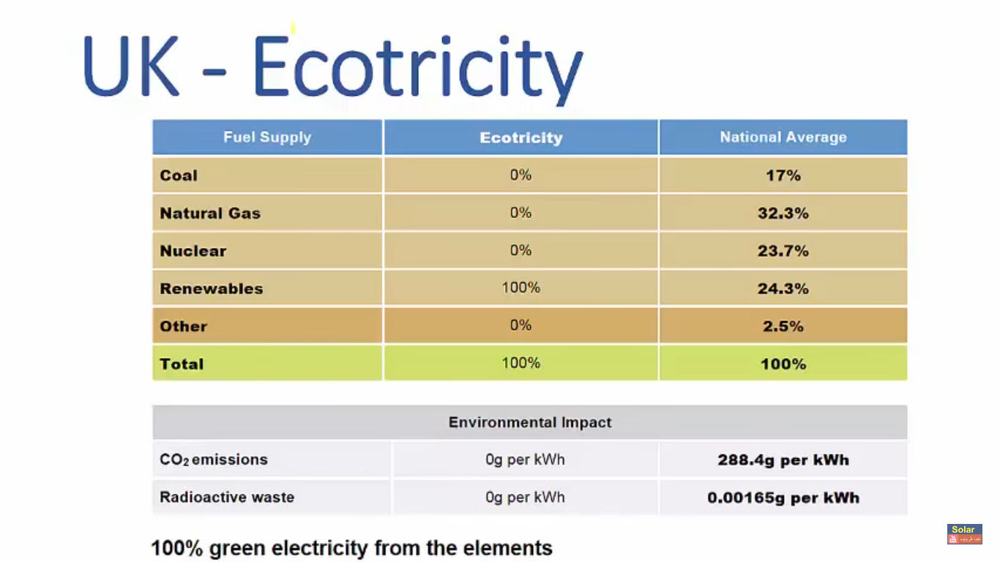 UK - Ecotricity
Fuel Supply Ecotricity National Average
Coal 0% 17%
Natural Gas 0% 32.3%
Nuclear 0% 23.7%
Renewables 100% 24.3%
Other 0% 2.5%
Total 100% 100%
Environmental Impact
CO₂ emissions 0g per kWh 288.4g per kWh
Radioactive waste 0g per kWh 0.00165g per kWh
100% green electricity from the elements
Solar